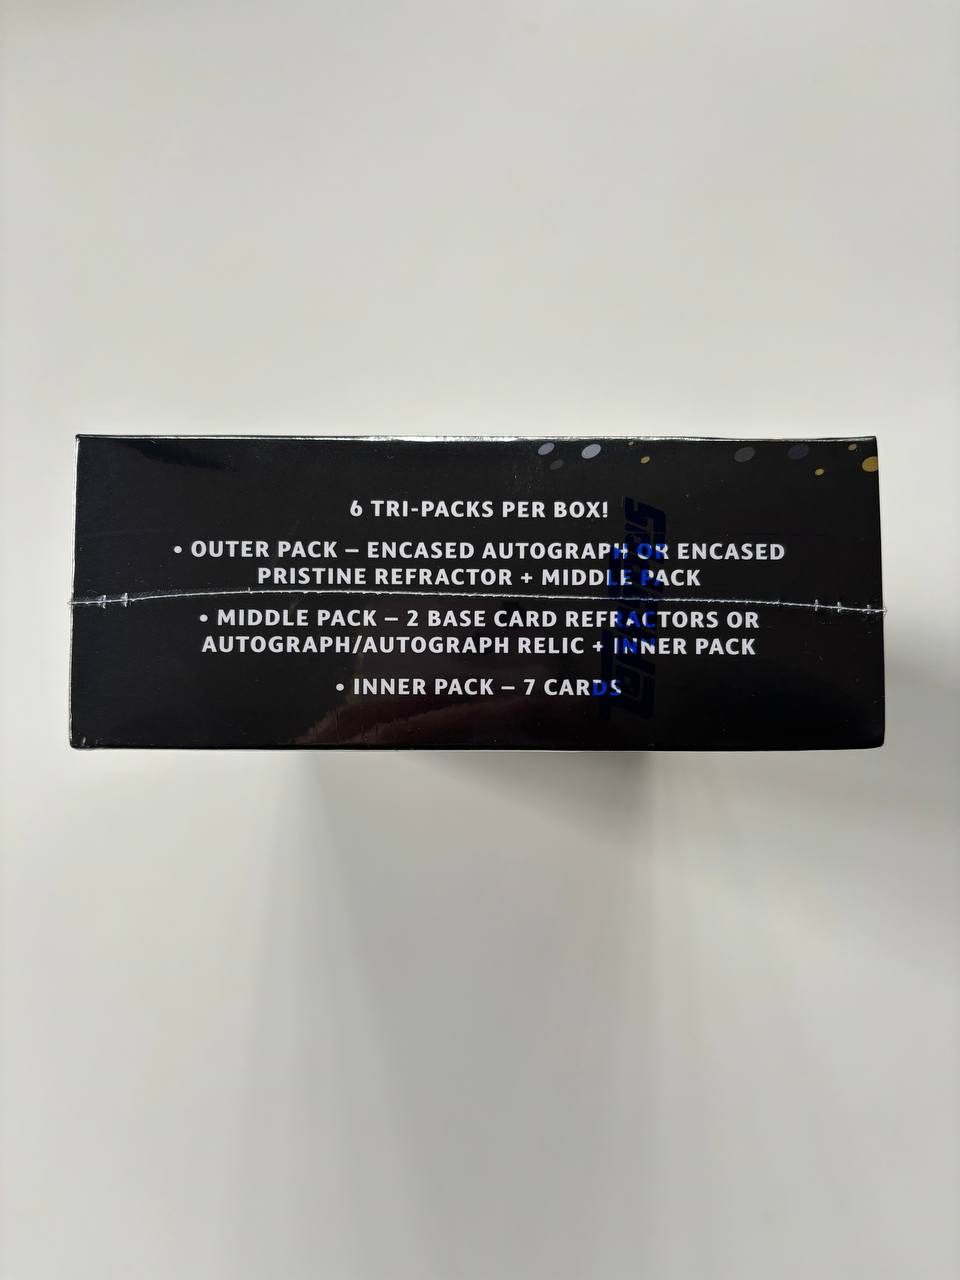 6 TRI-PACKS PER BOX!
• OUTER PACK – ENCASED AUTOGRAPH OR ENCASED
PRISTINE REFRACTOR + MIDDLE PACK
• MIDDLE PACK – 2 BASE CARD REFRACTORS OR
AUTOGRAPH/AUTOGRAPH RELIC + INNER PACK
• INNER PACK – 7 CARDS